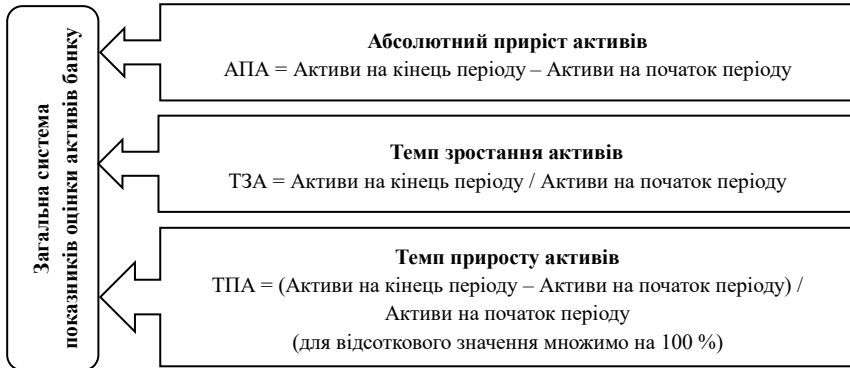 Загальна система
показників оцінки активів банку
Абсолютний приріст активів
АПА = Активи на кінець періоду – Активи на початок періоду
Темп зростання активів
ТЗА = Активи на кінець періоду / Активи на початок періоду
Темп приросту активів
ТПА = (Активи на кінець періоду – Активи на початок періоду) /
Активи на початок періоду
(для відсоткового значення множимо на 100 %)